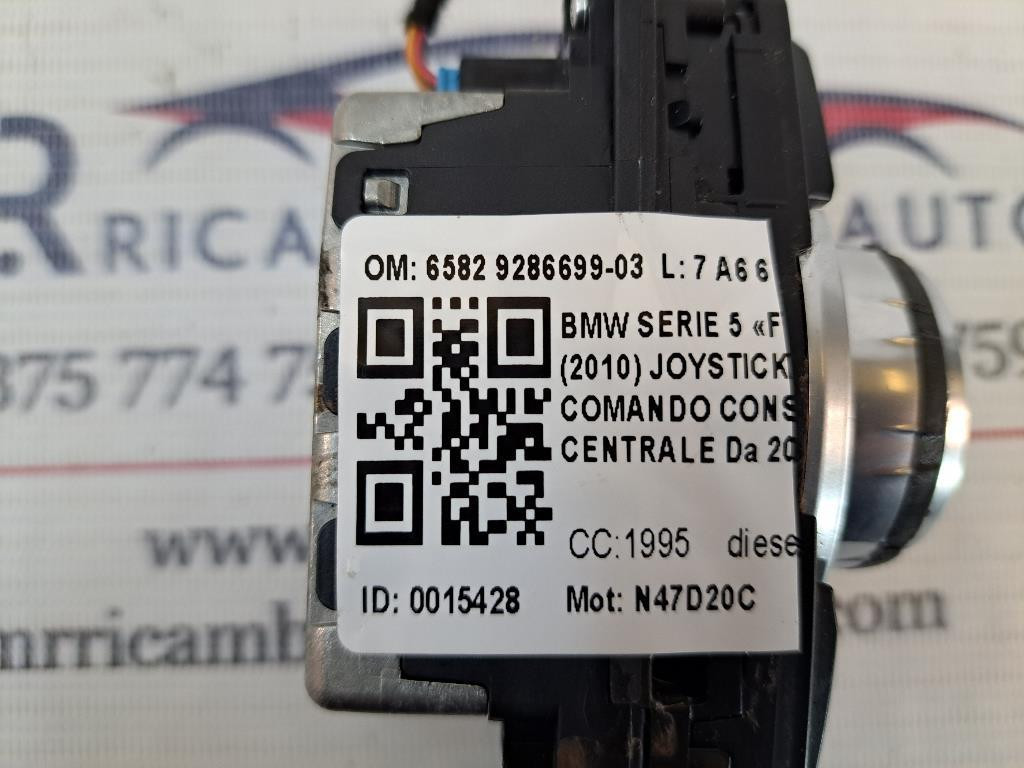 R
RICA
AUTO
OM: 6582 9286699-03 L: 7 A6 6
BMW SERIE 5 «F
(2010) JOYSTICK
COMANDO CONS
CENTRALE Da 20
375 774 75
759
CC:1995 diese
www.
ID: 0015428 Mot: N47D20C
mrricamb
.com